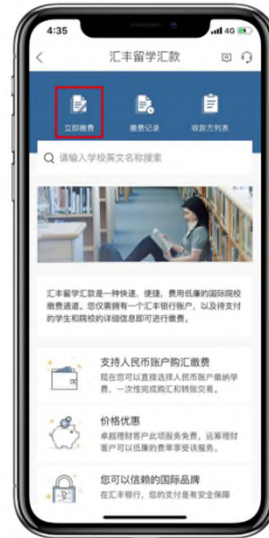 4:35
4G
汇丰留学汇款
立即缴费
缴费记录
收款方列表
请输入学校英文名称搜索
汇丰留学汇款是一种快速，便捷，费用低廉的国际院校
缴费通道。您仅需拥有一个汇丰银行账户，以及待支付
的学生和院校的详细信息即可进行缴费。
支持人民币账户购汇缴费
现在您可以直接选择人民币账户缴纳学
费，一次性完成购汇和转账交易。
价格优惠
卓越理财客户此项服务免费，运筹理财
客户可以低廉的费率享受该服务。
您可以信赖的国际品牌
在汇丰银行，您的支付是有安全保障